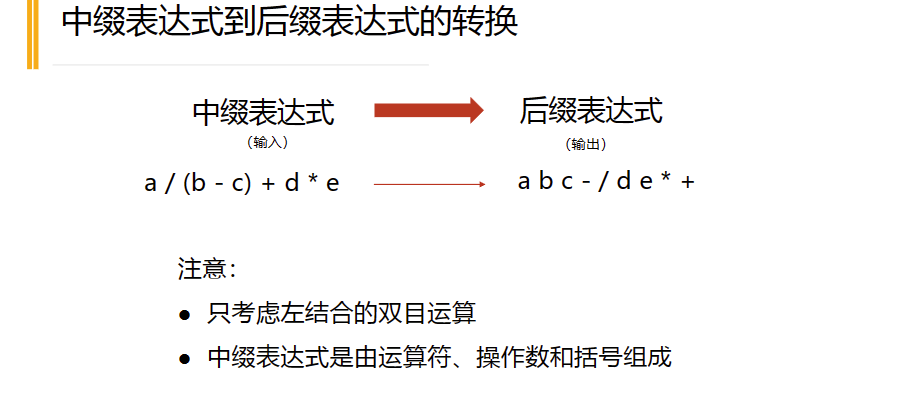 中缀表达式到后缀表达式的转换
中缀表达式 后缀表达式
（输入） （输出）
a / (b - c) + d * e a b c - / d e * +
注意：
● 只考虑左结合的双目运算
● 中缀表达式是由运算符、操作数和括号组成